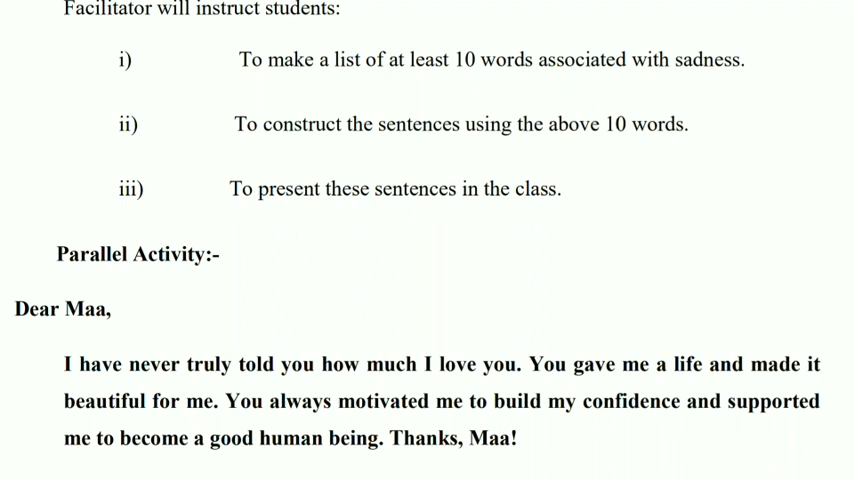 Facilitator will instruct students:
i) To make a list of at least 10 words associated with sadness.
ii) To construct the sentences using the above 10 words.
iii) To present these sentences in the class.
Parallel Activity:-
Dear Maa,
I have never truly told you how much I love you. You gave me a life and made it
beautiful for me. You always motivated me to build my confidence and supported
me to become a good human being. Thanks, Maa!